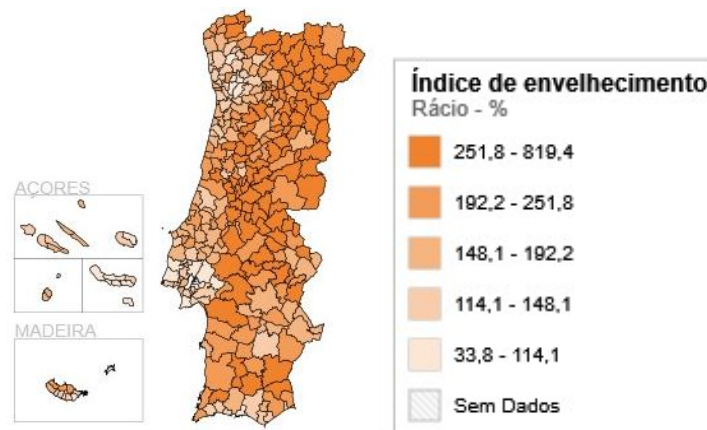 AÇORES
MADEIRA
Índice de envelhecimento
Rácio - %
251,8 - 819,4
192,2 - 251,8
148,1 - 192,2
114,1 - 148,1
33,8 - 114,1
Sem Dados